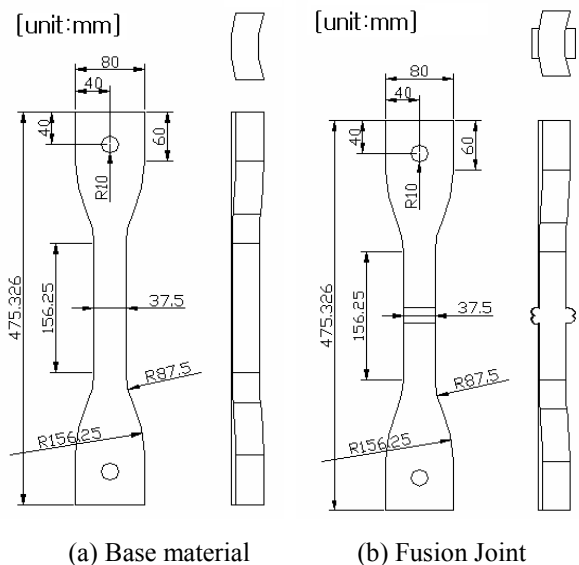 [unit:mm]
80
40
40
60
R10
475.326
156.25
37.5
R87.5
R156.25
(a) Base material
[unit:mm]
80
40
40
60
R10
475.326
156.25
37.5
R87.5
R156.25
(b) Fusion Joint